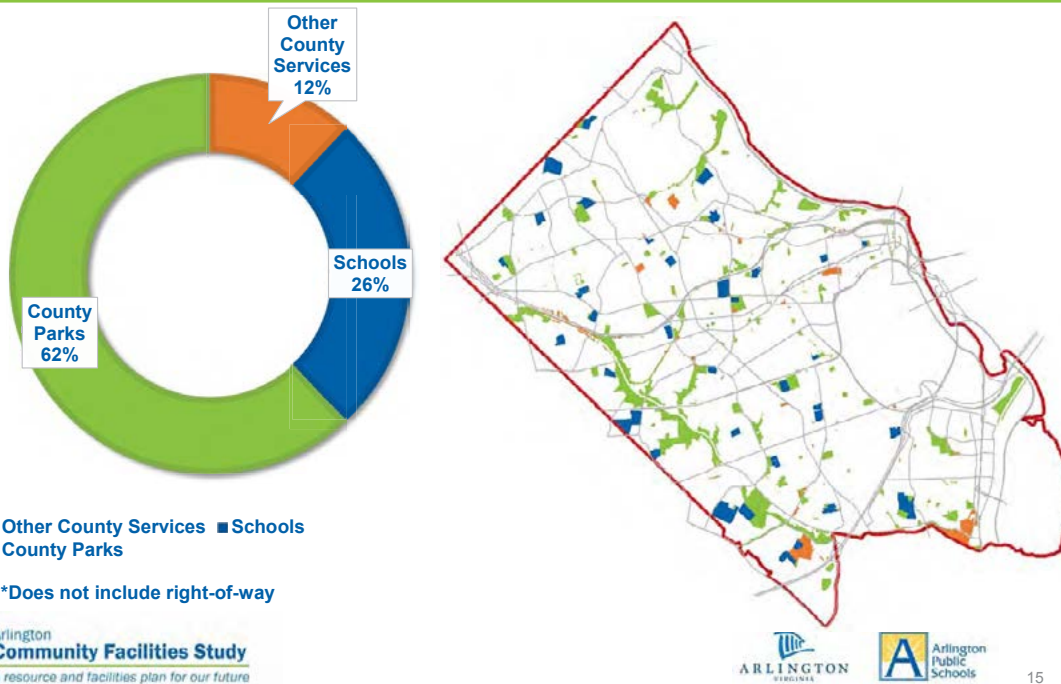 Other
County
Services
12%
Schools
26%
County
Parks
62%
Other County Services ■ Schools
County Parks
*Does not include right-of-way
rlington
Community Facilities Study
resource and facilities plan for our future
ARLINGTON
VIRGINIA
A
Arlington
Public
Schools
15